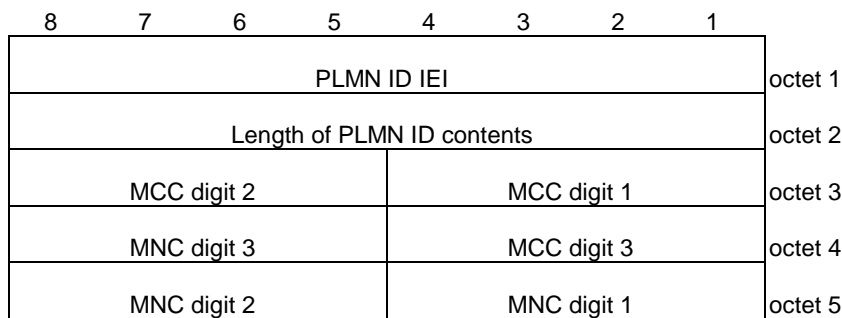 8 7 6 5 4 3 2 1
PLMN ID IEI octet 1
Length of PLMN ID contents octet 2
MCC digit 2 MCC digit 1 octet 3
MNC digit 3 MCC digit 3 octet 4
MNC digit 2 MNC digit 1 octet 5